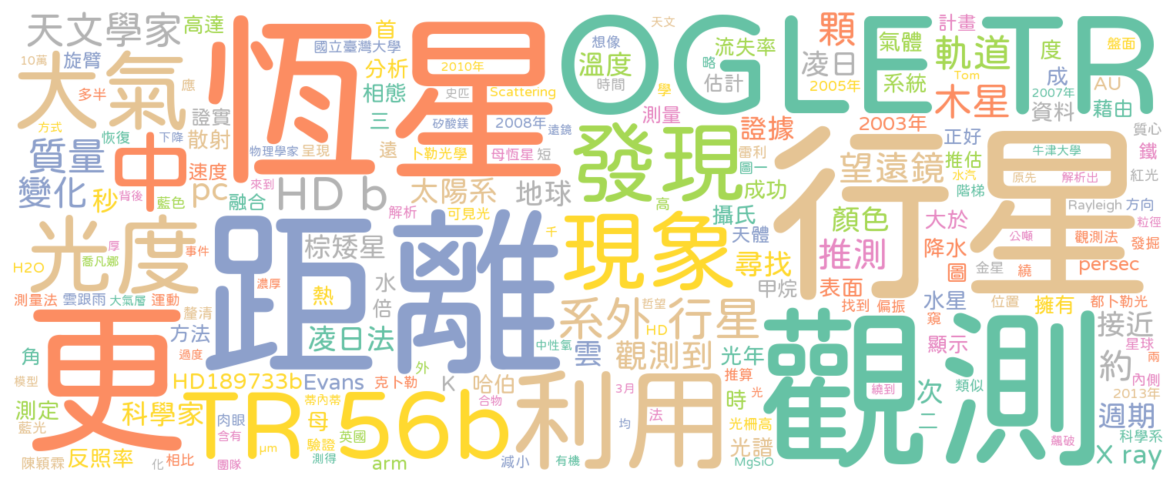 天文學家
高達
首
國立臺灣大學
10萬
旋臂
大氣
恆星
分析
2010年
應
多半
相態
史匹
Scattering
恢復
下降
證實
三
矽酸鎂
2008年
遠鏡
方式
散射
物理學家
呈現
遠
卜勒光學
母恆星
短
質量
中
速度
太陽系
地球
變化
秒
pc
HD b
背後
藍色
融合
來到
解析
可見光
天文
想像
略
時間
學
OGLE
TR
溫度
流失率
估計
凌日
顆
氣體
系統
2005年
計畫
軌道
度
盤面
Tom
成
AU
2007年
木星
資料
藉由
測量
證據
2003年
正好
牛津大學
質心
鐵
雷利
圖一
望遠鏡
推估
水汽
原先
解析出
紅光
階梯
發現
成功
行星
Rayleigh
方向
粒徑
攝氏
高
顏色
大於
公噸
觀測法
發掘
天體
千
推測
降水
圖
金星
繞
persec
現象
尋找
表面
甲烷
找到
偏振
水星
位置
擁有
都卜勒光
光度
距離
棕矮星
水
倍
熱
H2O
喬凡娜
厚
事件
濃厚
測量法
雲跟雨
大氣層
運動
釐清
方法
凌日法
系外
行星
哲望
HD
中性氫
雲
觀測到
光年
窺
顯示
接近
星球
兩
更
角
過度
HD189733b
Evans
克卜勒
外
K
哈伯
合物
推算
光
繞到
時
次
類似
約
內側
2013年
模型
蒂內蒂
3月
法
均
測定
科學家
TR
56b
利用
光柵高
二
觀測
週期
藍光
肉眼
母
驗證
英國
飆破
科學系
陳穎霖
反照率
含有
化
相比
團隊
μm
測得
arm
減小
有機
光譜
MgSiO
X ray